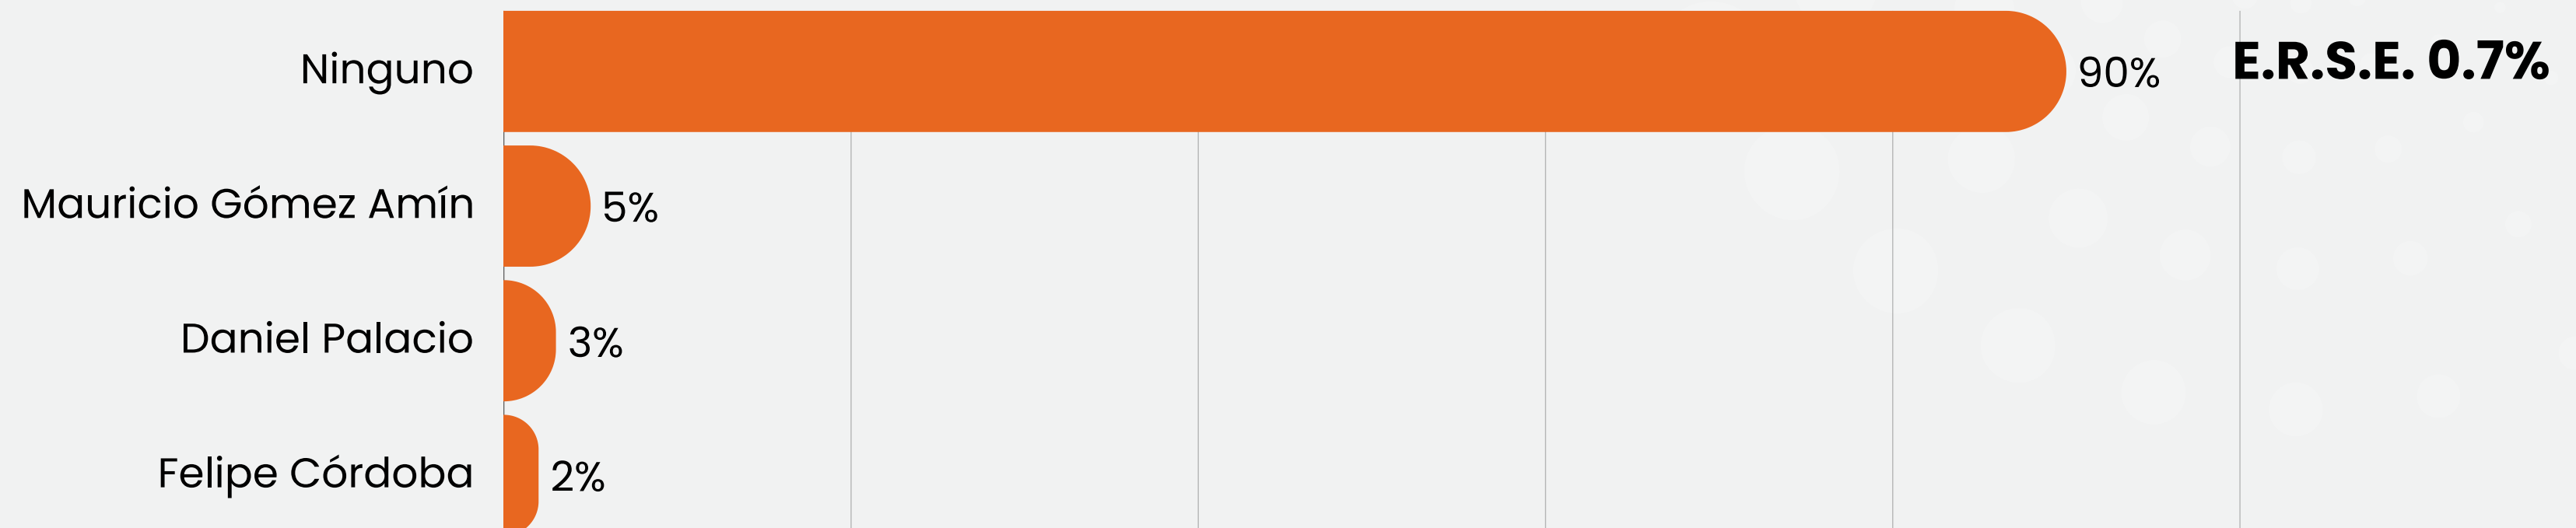 Ninguno 90% E.R.S.E. 0.7%
Mauricio Gómez Amín 5%
Daniel Palacio 3%
Felipe Córdoba 2%